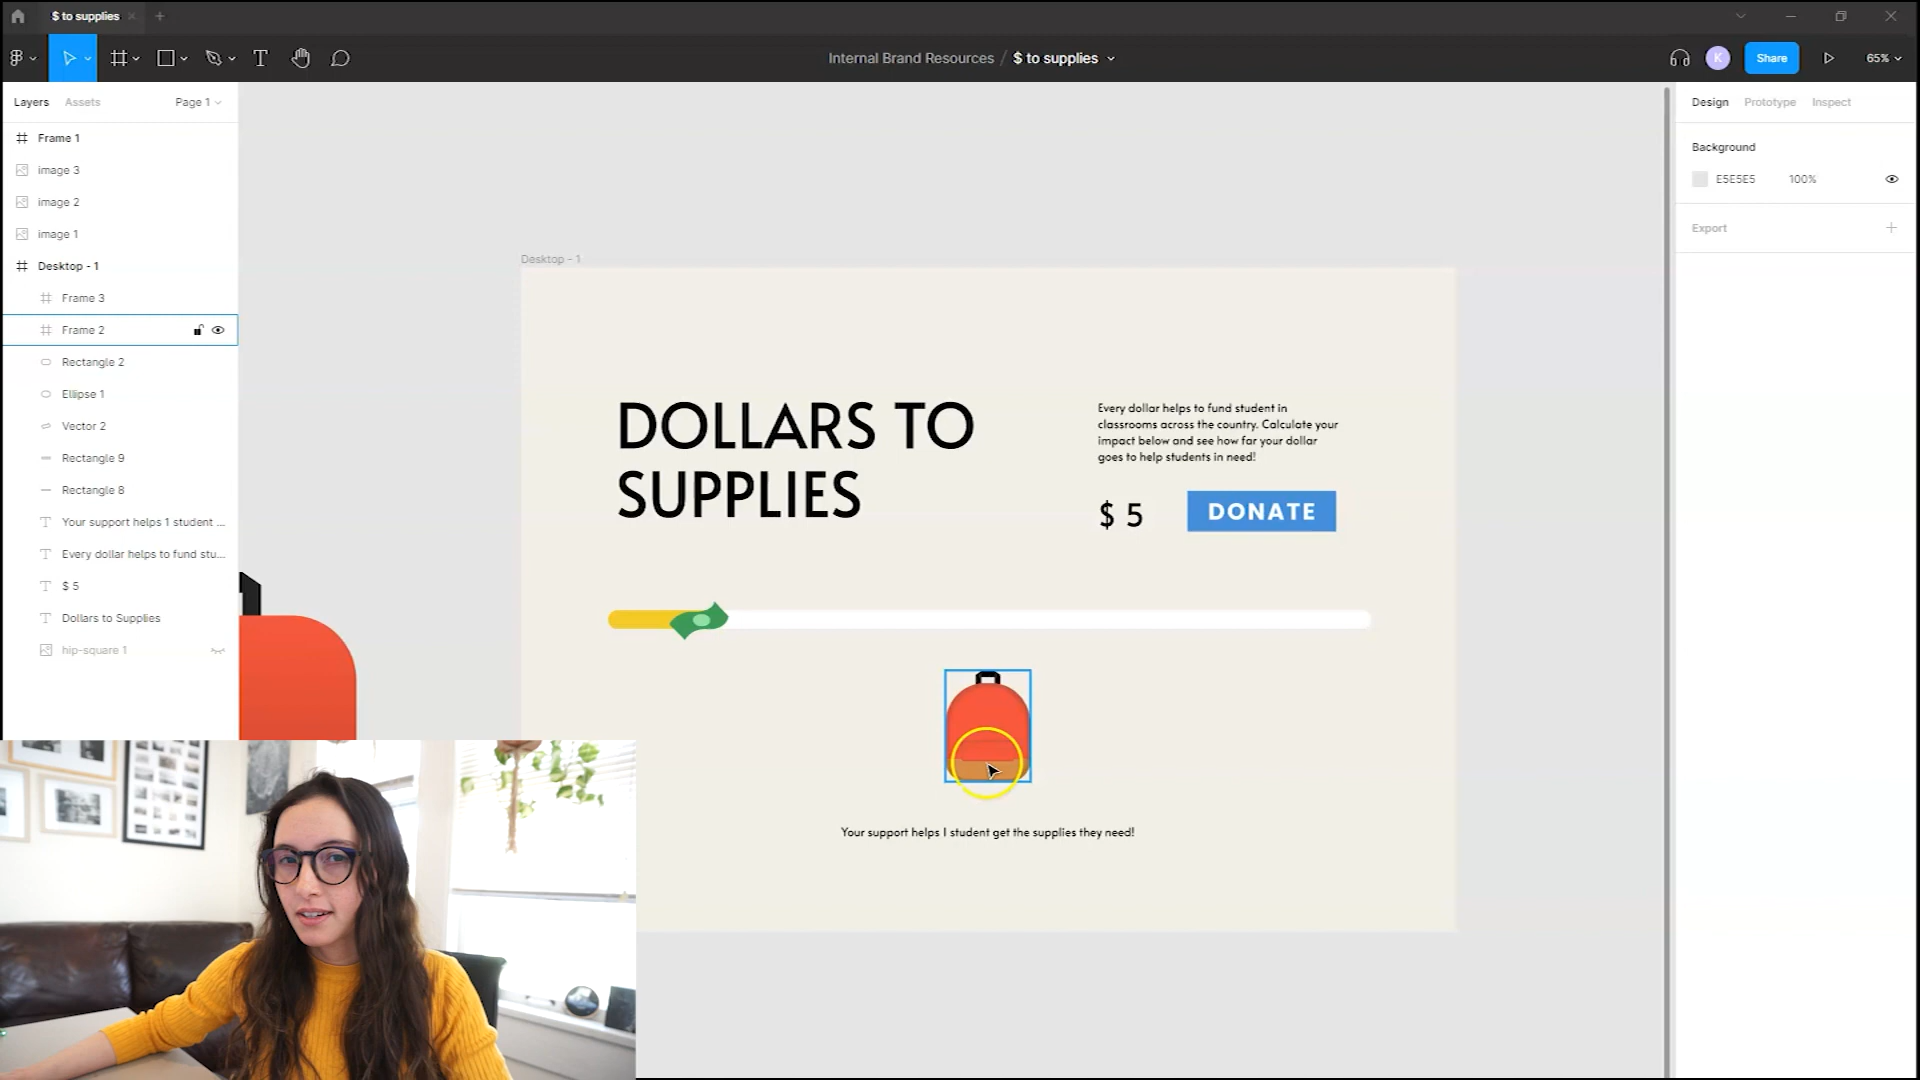 $ to supplies
Internal Brand Resources / $ to supplies
K
Share
65%
Layers
Assets
Page 1
Frame 1
image 3
image 2
image 1
Desktop - 1
Frame 3
Frame 2
Rectangle 2
Ellipse 1
Vector 2
Rectangle 9
Rectangle 8
Your support helps 1 student ...
Every dollar helps to fund stu...
$ 5
Dollars to Supplies
hip-square 1
Desktop - 1
DOLLARS TO
SUPPLIES
Every dollar helps to fund student in
classrooms across the country. Calculate your
impact below and see how far your dollar
goes to help students in need!
$ 5
DONATE
Your support helps 1 student get the supplies they need!
Design
Prototype
Inspect
Background
E5E5E5
100%
Export